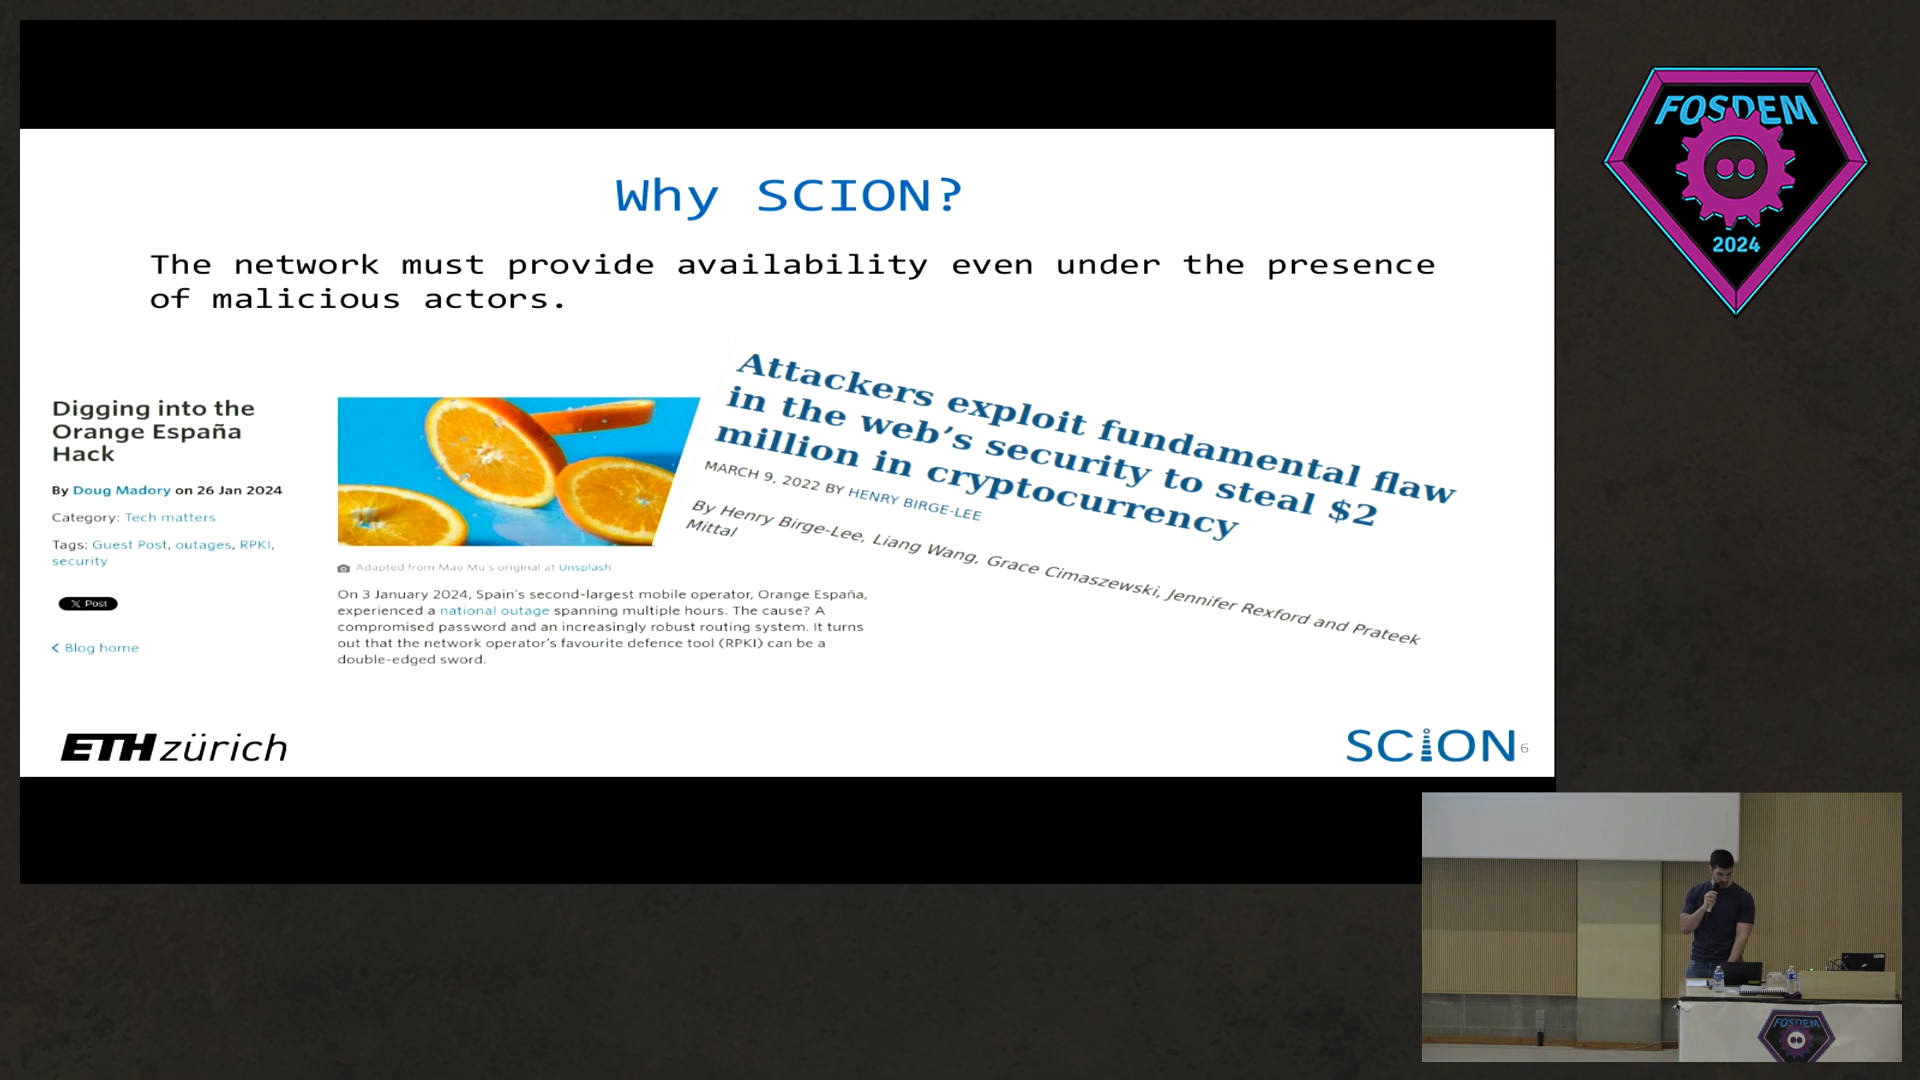 Why SCION?
The network must provide availability even under the presence
of malicious actors.
Digging into the
Orange España
Hack
By Doug Madory on 26 Jan 2024
Category: Tech matters
Tags: Guest Post, outages, RPKI,
security
X Post
< Blog home
Adapted from Mae Mu's original at Unsplash.
On 3 January 2024, Spain's second-largest mobile operator, Orange España,
experienced a national outage spanning multiple hours. The cause? A
compromised password and an increasingly robust routing system. It turns
out that the network operator's favourite defence tool (RPKI) can be a
double-edged sword.
Attackers exploit fundamental flaw
in the web's security to steal $2
million in cryptocurrency
MARCH 9, 2022 BY HENRY BIRGE-LEE
By Henry Birge-Lee, Liang Wang, Grace Cimaszewski, Jennifer Rexford and Prateek
Mittal
ETH zürich
SCION
6
FOSDEM
2024
FOSDEM